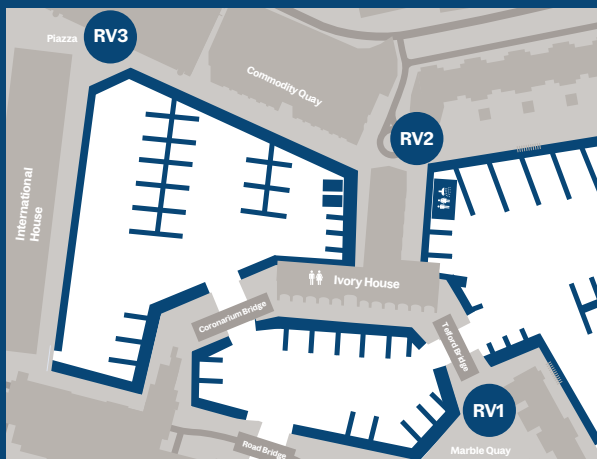 Piazza
RV3
Commodity Quay
RV2
International
House
Ivory House
Coronarium Bridge
Telford Bridge
RV1
Road Bridge
Marble Quay